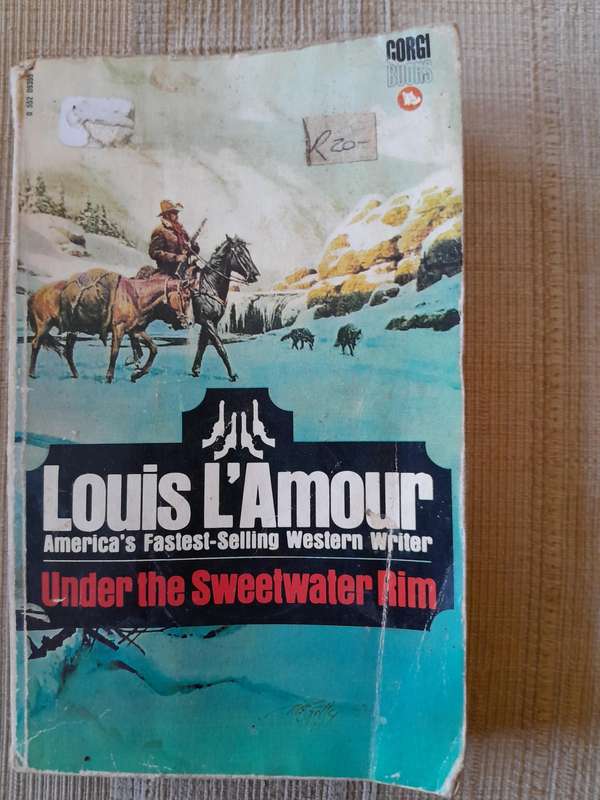 CORGI
BOOKS
R20-
Louis L'Amour
America's Fastest-Selling Western Writer
Under the Sweetwater Rim